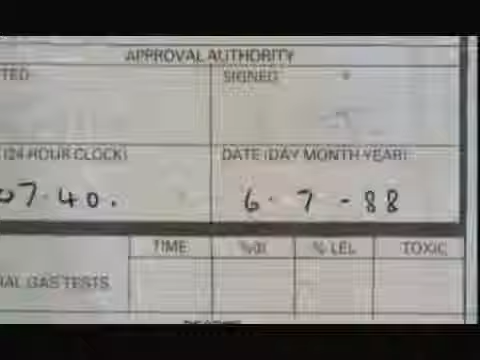 APPROVAL AUTHORITY
TED SIGNED
(24 HOUR CLOCK) DATE (DAY MONTH YEAR)
07.40. 6. 7 - 88
TIME %O2 % LEL TOXIC
GAS TESTS